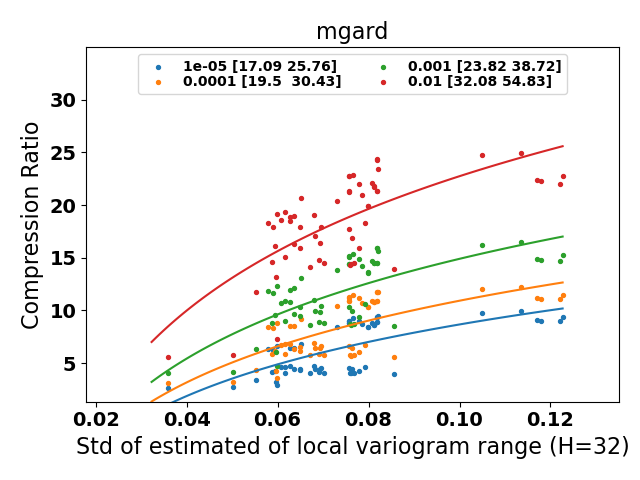 mgard
1e-05 [17.09 25.76]
0.0001 [19.5  30.43]
0.001 [23.82 38.72]
0.01 [32.08 54.83]
Compression Ratio
30
25
20
15
10
5
0.02 0.04 0.06 0.08 0.10 0.12
Std of estimated of local variogram range (H=32)